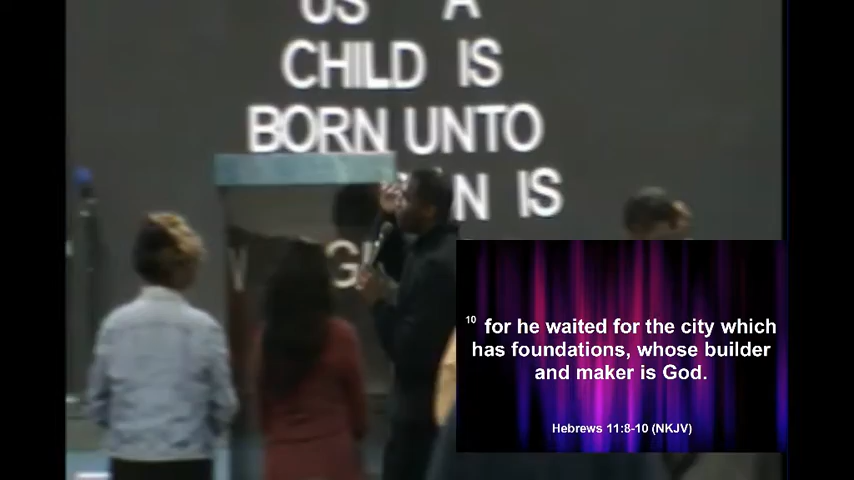 US A
CHILD IS
BORN UNTO
N IS
G
10 for he waited for the city which
has foundations, whose builder
and maker is God.
Hebrews 11:8-10 (NKJV)